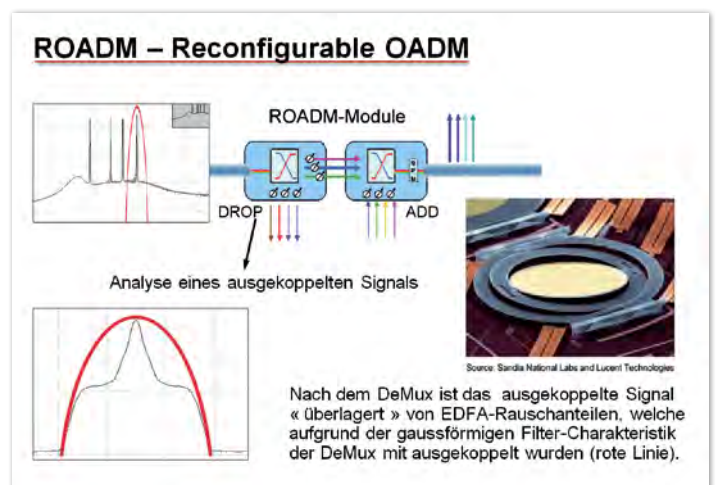 ROADM – Reconfigurable OADM
ROADM-Module
DROP
ADD
Analyse eines ausgekoppelten Signals
Source: Sandia National Labs and Lucent Technologies
Nach dem DeMux ist das ausgekoppelte Signal
« überlagert » von EDFA-Rauschanteilen, welche
aufgrund der gaussförmigen Filter-Charakteristik
der DeMux mit ausgekoppelt wurden (rote Linie).